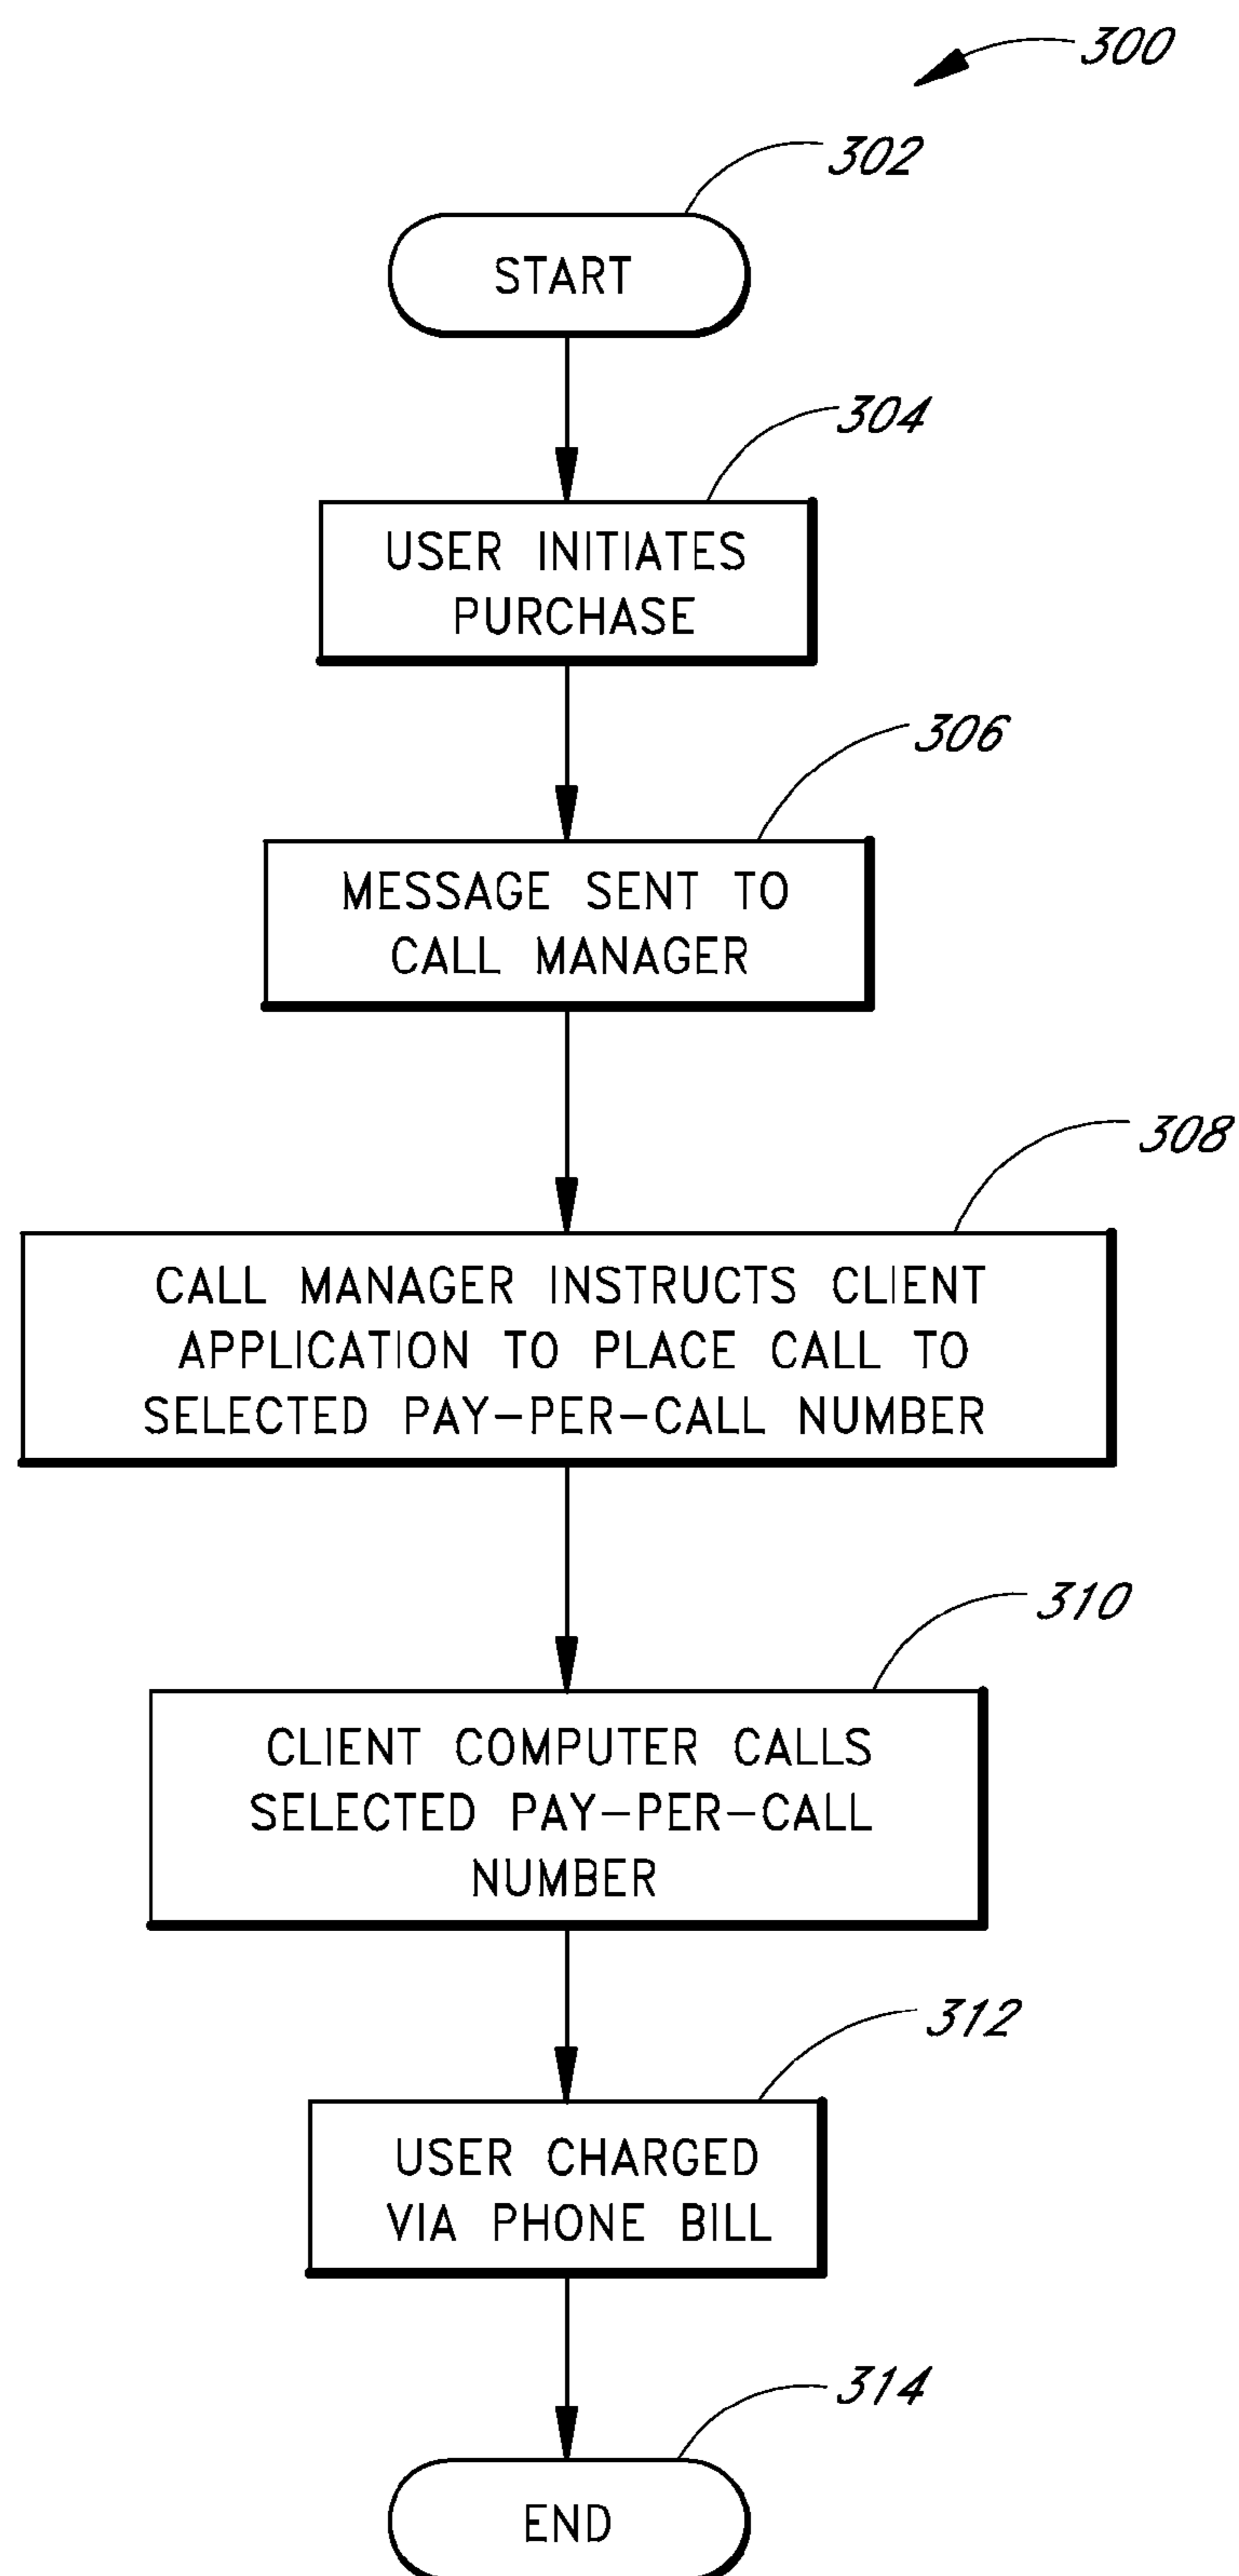 300
302
START
304
USER INITIATES
PURCHASE
306
MESSAGE SENT TO
CALL MANAGER
308
CALL MANAGER INSTRUCTS CLIENT
APPLICATION TO PLACE CALL TO
SELECTED PAY-PER-CALL NUMBER
310
CLIENT COMPUTER CALLS
SELECTED PAY-PER-CALL
NUMBER
312
USER CHARGED
VIA PHONE BILL
314
END